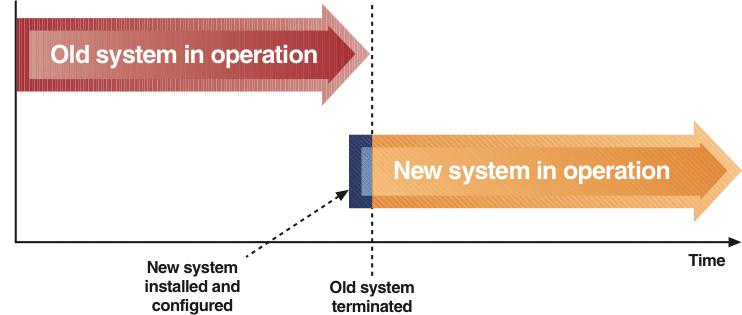 Old system in operation
New system in operation
Time
New system
installed and
configured
Old system
terminated